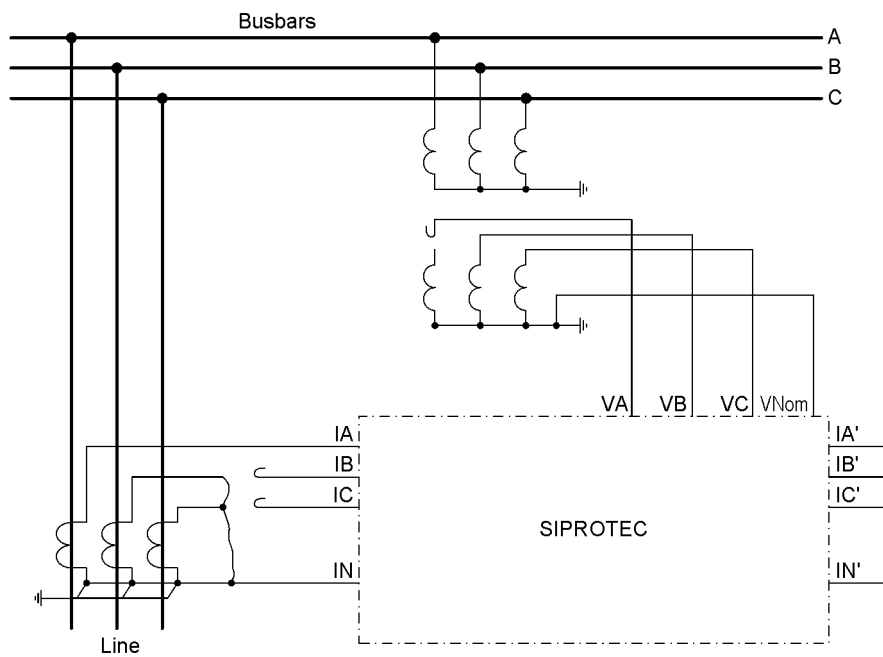 Busbars
A
B
C
VA VB VC VNom
IA IA'
IB IB'
IC IC'
SIPROTEC
IN IN'
Line